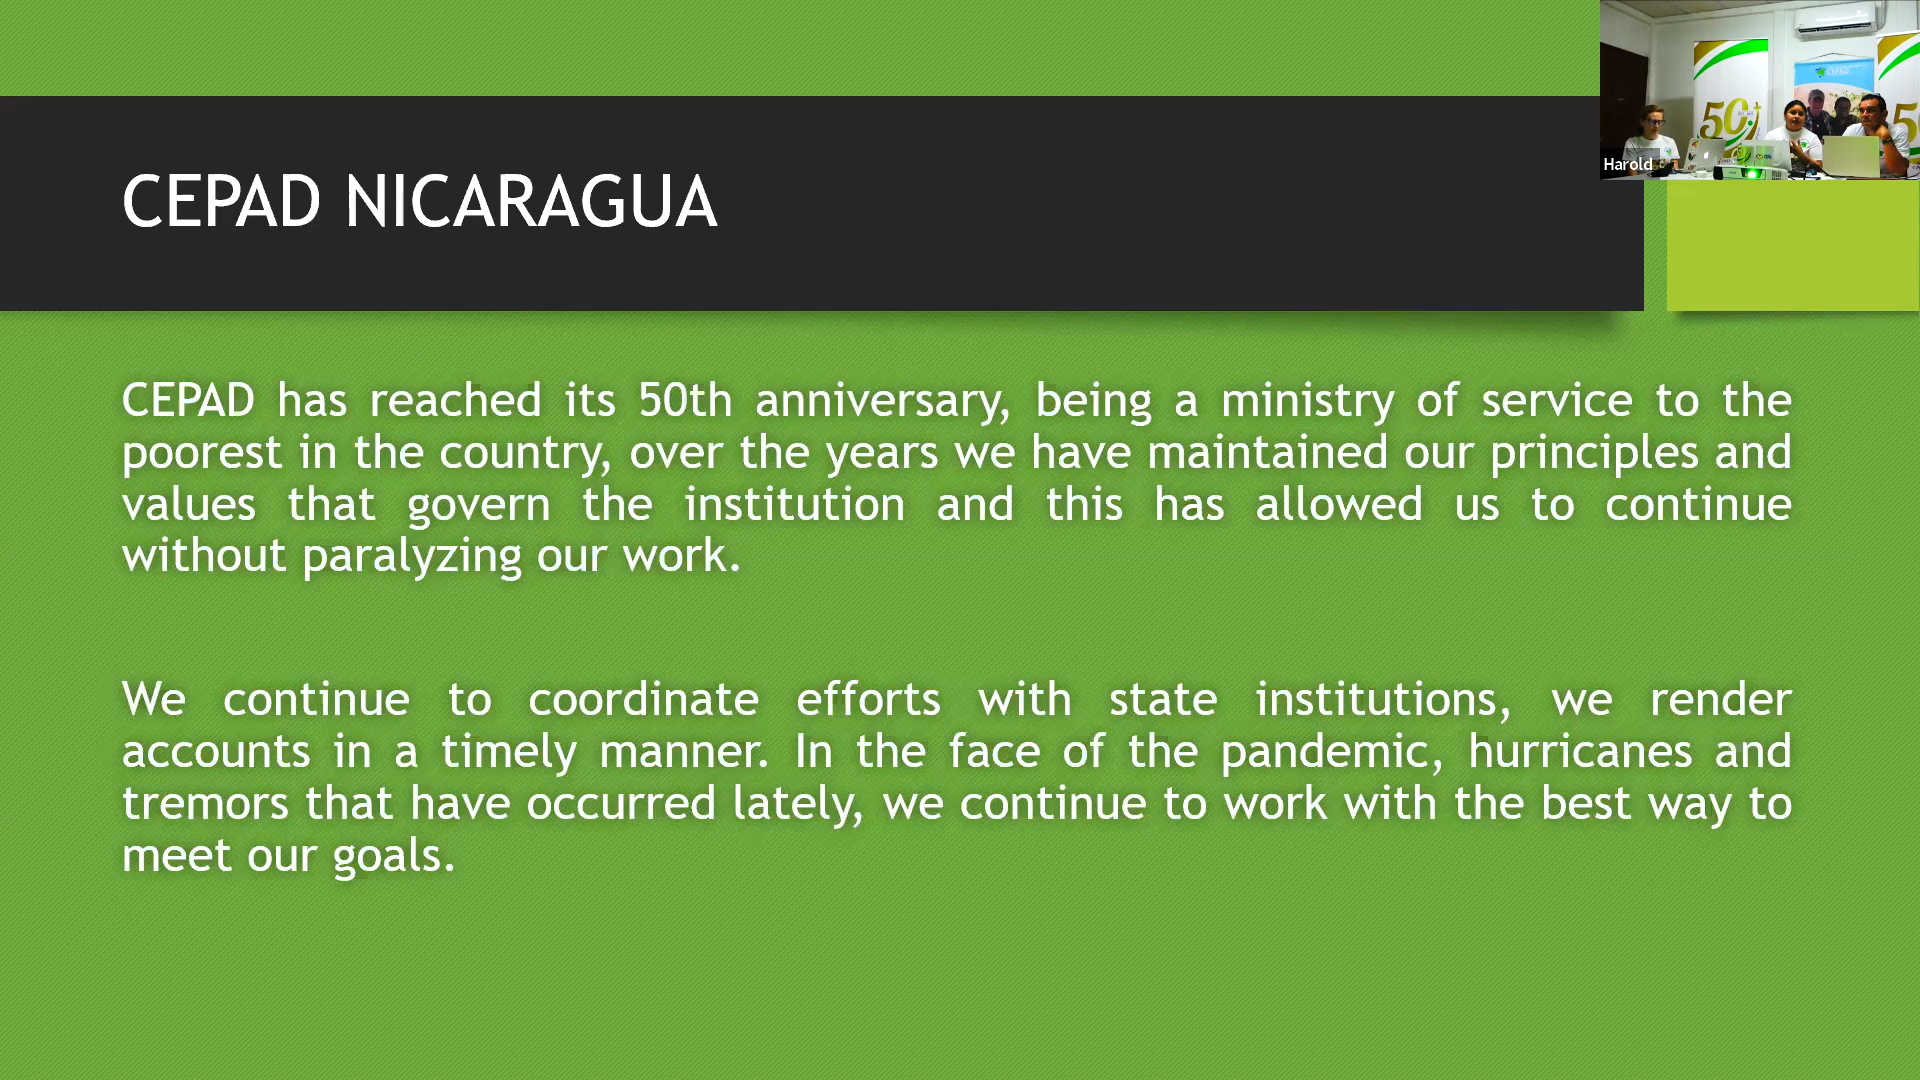 CEPAD NICARAGUA
Harold
50
CEPAD has reached its 50th anniversary, being a ministry of service to the
poorest in the country, over the years we have maintained our principles and
values that govern the institution and this has allowed us to continue
without paralyzing our work.
We continue to coordinate efforts with state institutions, we render
accounts in a timely manner. In the face of the pandemic, hurricanes and
tremors that have occurred lately, we continue to work with the best way to
meet our goals.